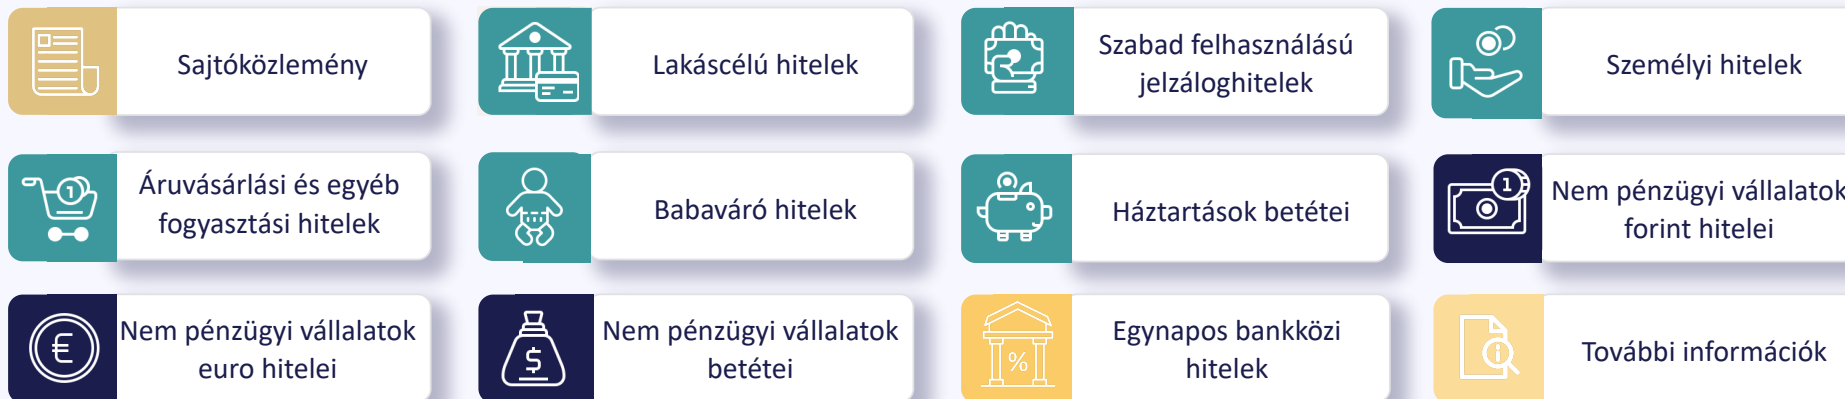 Sajtóközlemény
Lakáscélú hitelek
Szabad felhasználású
jelzáloghitelek
Személyi hitelek
Áruvásárlási és egyéb
fogyasztási hitelek
Babaváró hitelek
Háztartások betétei
1
Nem pénzügyi vállalatok
forint hitelei
€
Nem pénzügyi vállalatok
euro hitelei
$
Nem pénzügyi vállalatok
betétei
%
Egynapos bankközi
hitelek
További információk